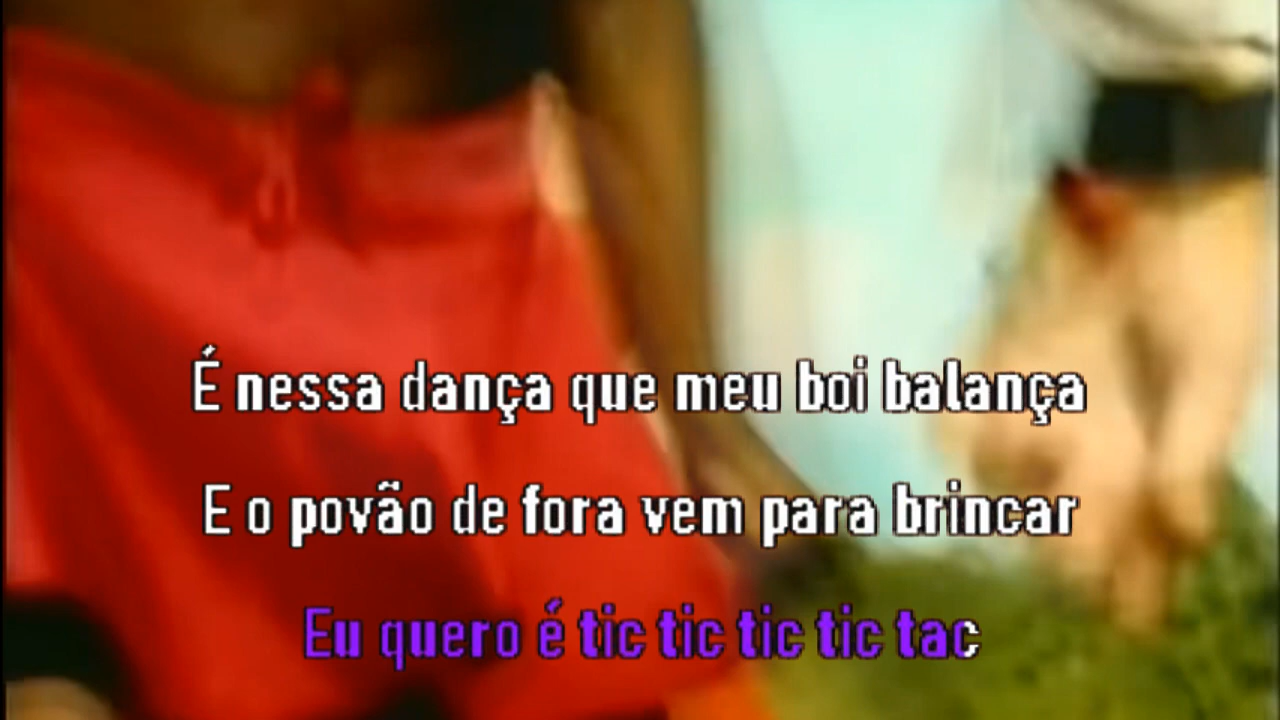 É nessa dança que meu boi balança
E o povão de fora vem para brincar
Eu quero é tic tic tic tic tac